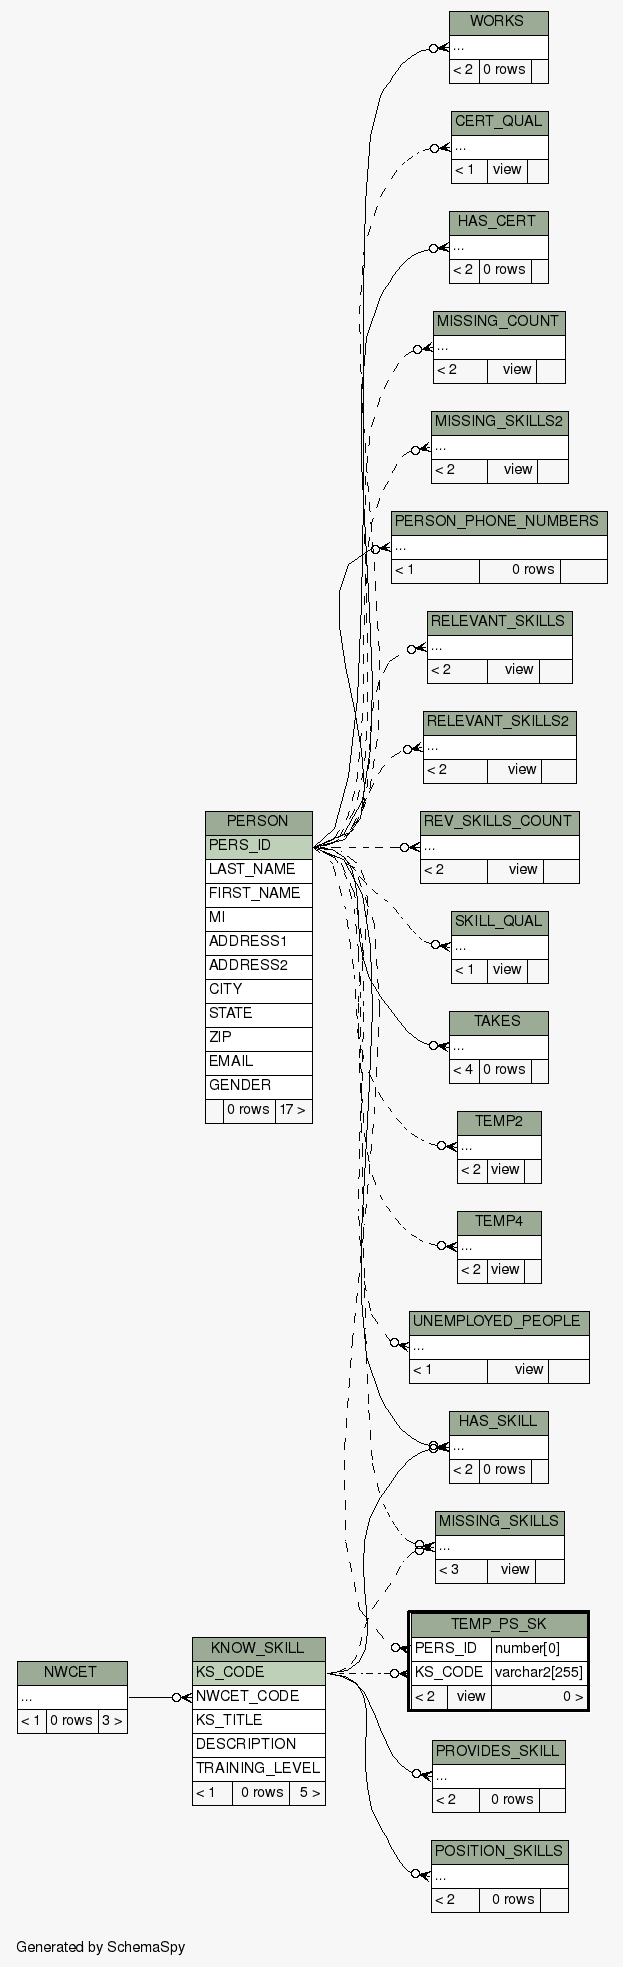 WORKS
...
< 2 0 rows
CERT_QUAL
...
< 1 view
HAS_CERT
...
< 2 0 rows
MISSING_COUNT
...
< 2 view
MISSING_SKILLS2
...
< 2 view
PERSON_PHONE_NUMBERS
...
< 1 0 rows
RELEVANT_SKILLS
...
< 2 view
RELEVANT_SKILLS2
...
< 2 view
PERSON
PERS_ID
LAST_NAME
FIRST_NAME
MI
ADDRESS1
ADDRESS2
CITY
STATE
ZIP
EMAIL
GENDER
0 rows 17 >
REV_SKILLS_COUNT
...
< 2 view
SKILL_QUAL
...
< 1 view
TAKES
...
< 4 0 rows
TEMP2
...
< 2 view
TEMP4
...
< 2 view
UNEMPLOYED_PEOPLE
...
< 1 view
HAS_SKILL
...
< 2 0 rows
MISSING_SKILLS
...
< 3 view
TEMP_PS_SK
PERS_ID number[0]
KS_CODE varchar2[255]
< 2 view 0 >
KNOW_SKILL
KS_CODE
NWCET_CODE
KS_TITLE
DESCRIPTION
TRAINING_LEVEL
< 1 0 rows 5 >
NWCET
...
< 1 0 rows 3 >
PROVIDES_SKILL
...
< 2 0 rows
POSITION_SKILLS
...
< 2 0 rows
Generated by SchemaSpy